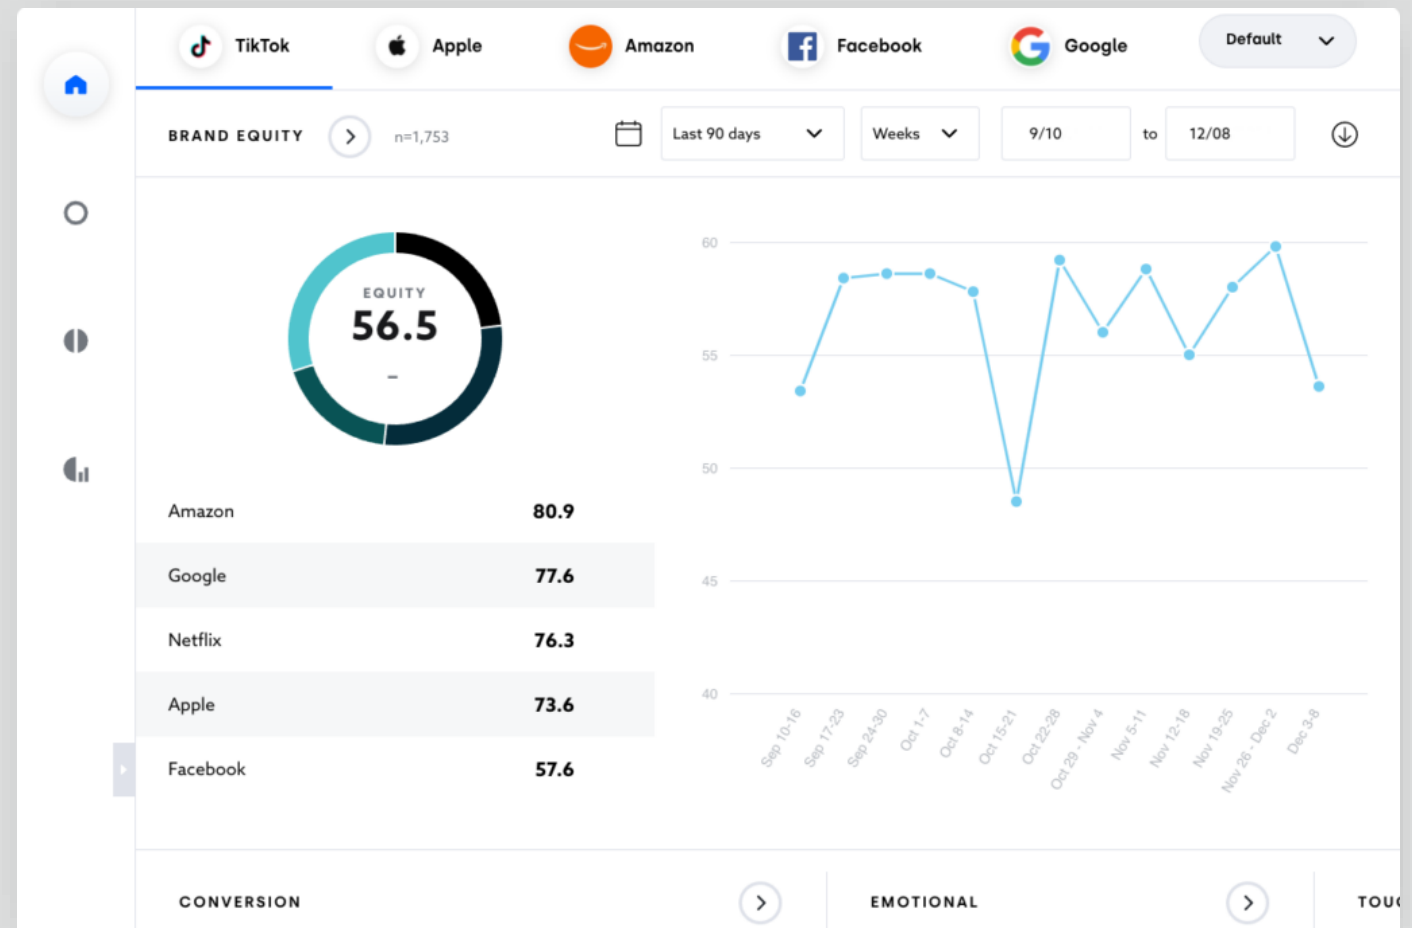 TikTok
Apple
Amazon
Facebook
Google
Default
BRAND EQUITY
n=1,753
Last 90 days
Weeks
9/10
to
12/08
EQUITY
56.5
–
Amazon 80.9
Google 77.6
Netflix 76.3
Apple 73.6
Facebook 57.6
60
55
50
45
40
Sep 10-16
Sep 17-23
Sep 24-30
Oct 1-7
Oct 8-14
Oct 15-21
Oct 22-28
Oct 29 - Nov 4
Nov 5-11
Nov 12-18
Nov 19-25
Nov 26 - Dec 2
Dec 3-8
CONVERSION
EMOTIONAL